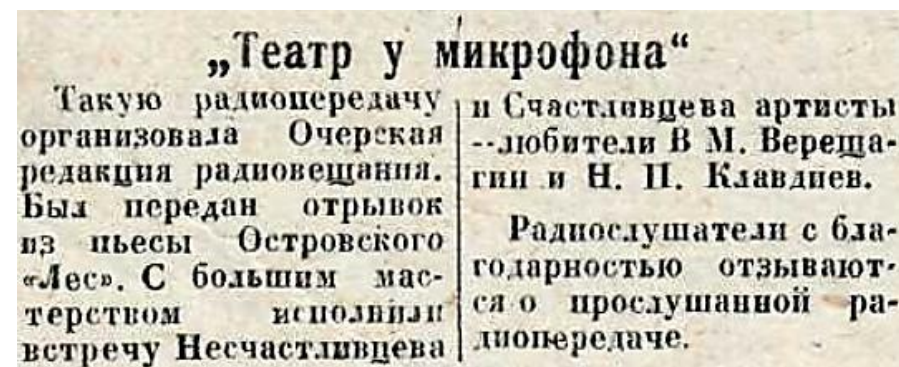 „Театр у микрофона“
Такую радиопередачу
организовала Очерская
редакция радиовещания.
Был передан отрывок
из пьесы Островского
«Лес». С большим мас-
терством исполнили
встречу Несчастливцева
и Счастливцева артисты
--любители В М. Вереща-
гин и Н. П. Клавдиев.
Радиослушатели с бла-
годарностью отзывают-
ся о прослушанной ра-
диопередаче.